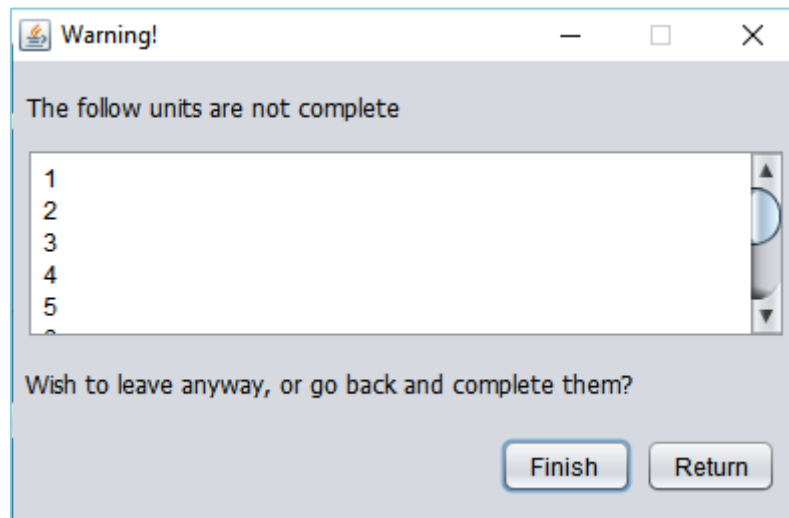 Warning!
The follow units are not complete
1
2
3
4
5
Wish to leave anyway, or go back and complete them?
Finish Return